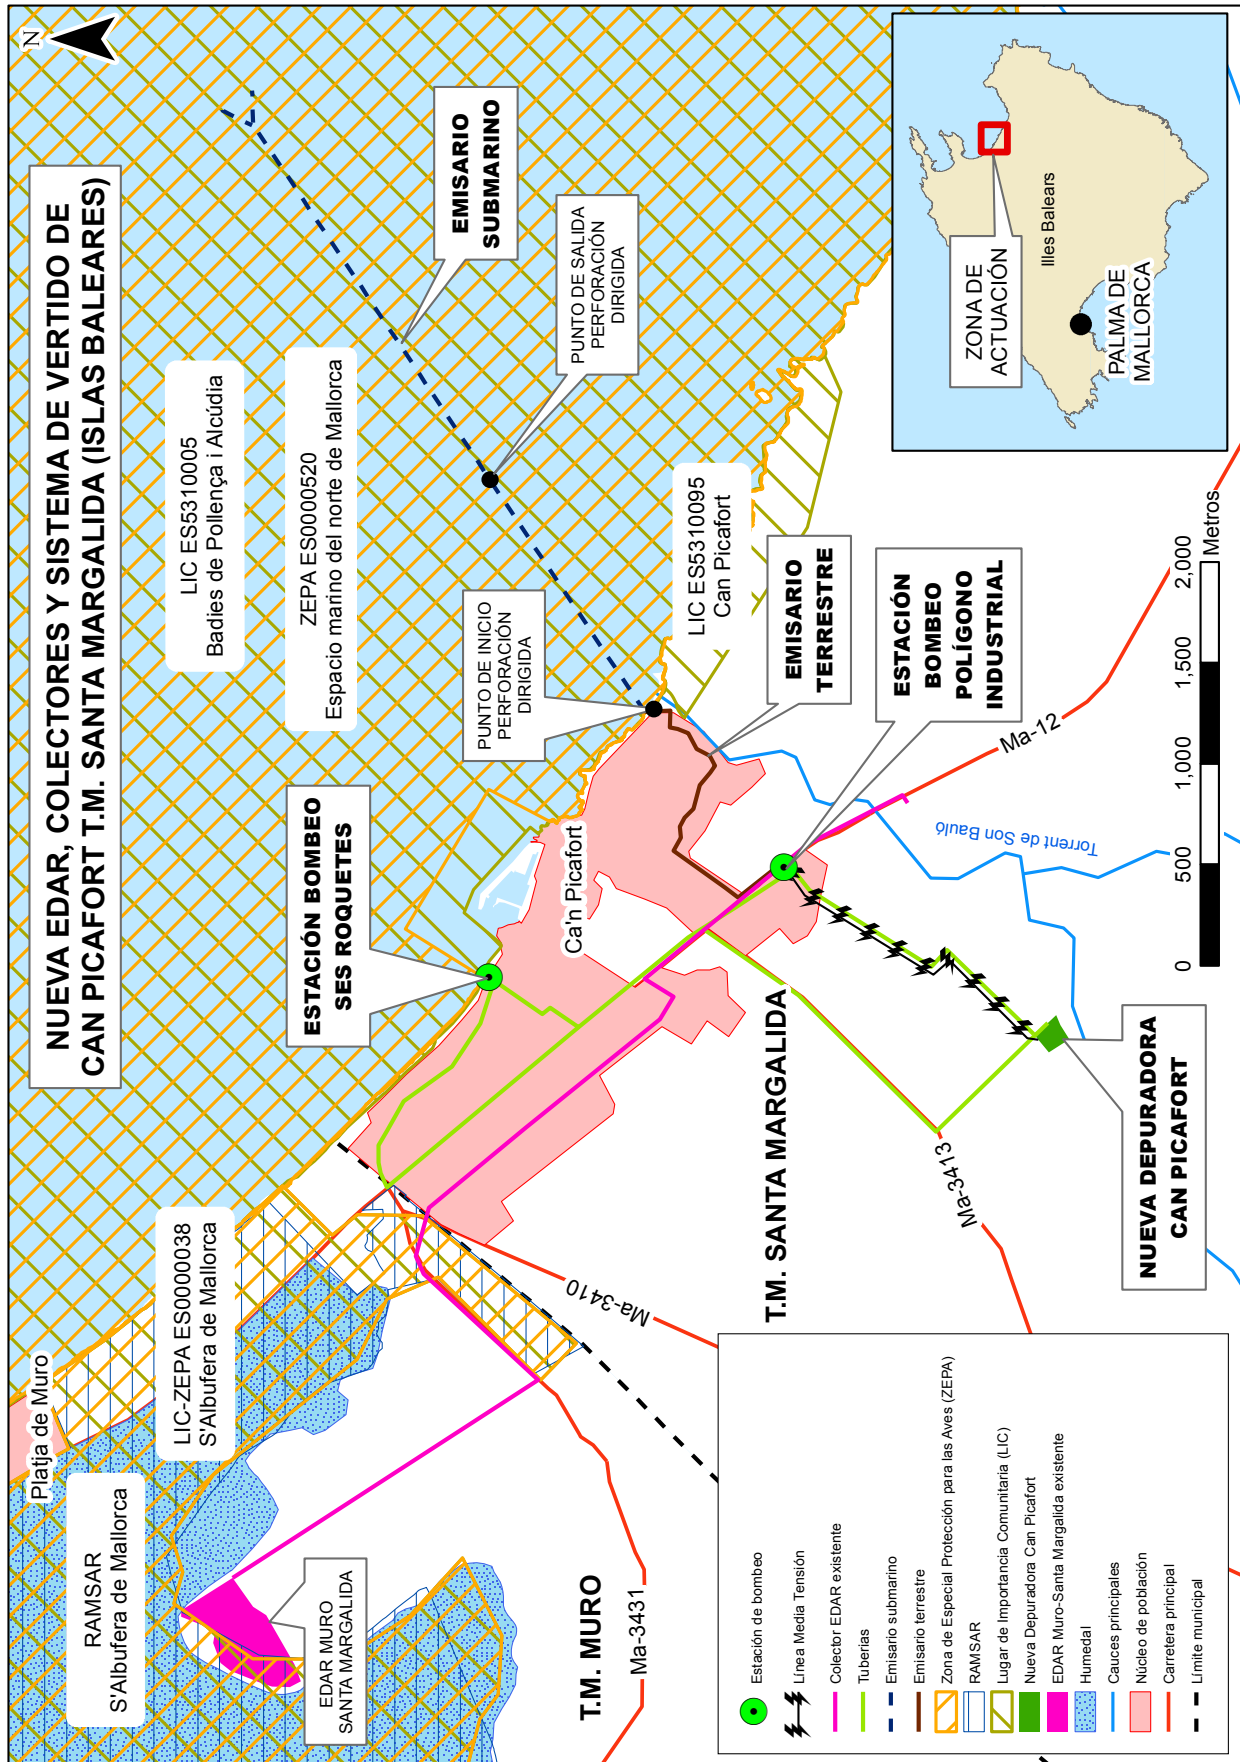 N
NUEVA EDAR, COLECTORES Y SISTEMA DE VERTIDO DE
CAN PICAFORT T.M. SANTA MARGALIDA (ISLAS BALEARES)
RAMSAR
S'Albufera de Mallorca
Platja de Muro
LIC-ZEPA ES0000038
S'Albufera de Mallorca
LIC ES5310005
Badies de Pollença i Alcúdia
ZEPA ES0000520
Espacio marino del norte de Mallorca
EMISARIO
SUBMARINO
PUNTO DE SALIDA
PERFORACIÓN
DIRIGIDA
PUNTO DE INICIO
PERFORACIÓN
DIRIGIDA
ESTACIÓN BOMBEO
SES ROQUETES
Ca'n Picafort
LIC ES5310095
Can Picafort
EMISARIO
TERRESTRE
ESTACIÓN
BOMBEO
POLÍGONO
INDUSTRIAL
EDAR MURO
SANTA MARGALIDA
T.M. MURO
Ma-3431
Ma-3410
T.M. SANTA MARGALIDA
Ma-3413
Ma-12
Torrent de Son Bauló
NUEVA DEPURADORA
CAN PICAFORT
ZONA DE
ACTUACIÓN
Illes Balears
PALMA DE
MALLORCA
0 500 1,000 1,500 2,000
Metros
Estación de bombeo
Línea Media Tensión
Colector EDAR existente
Tuberías
Emisario submarino
Emisario terrestre
Zona de Especial Protección para las Aves (ZEPA)
RAMSAR
Lugar de Importancia Comunitaria (LIC)
Nueva Depuradora Can Picafort
EDAR Muro-Santa Margalida existente
Humedal
Cauces principales
Núcleo de población
Carretera principal
Límite municipal